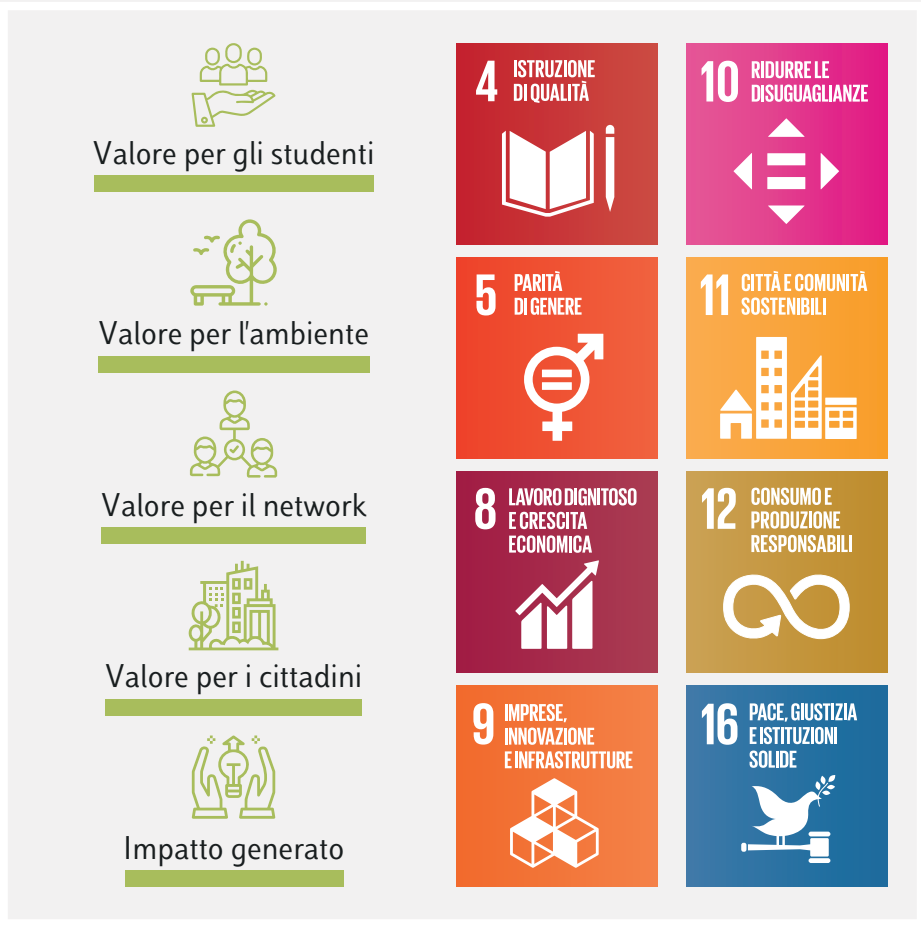 Valore per gli studenti
Valore per l'ambiente
Valore per il network
Valore per i cittadini
Impatto generato
4 ISTRUZIONE
DI QUALITÀ
10 RIDURRE LE
DISUGUAGLIANZE
5 PARITÀ
DI GENERE
11 CITTÀ E COMUNITÀ
SOSTENIBILI
8 LAVORO DIGNITOSO
E CRESCITA
ECONOMICA
12 CONSUMO E
PRODUZIONE
RESPONSABILI
9 IMPRESE,
INNOVAZIONE
E INFRASTRUTTURE
16 PACE, GIUSTIZIA
E ISTITUZIONI
SOLIDE